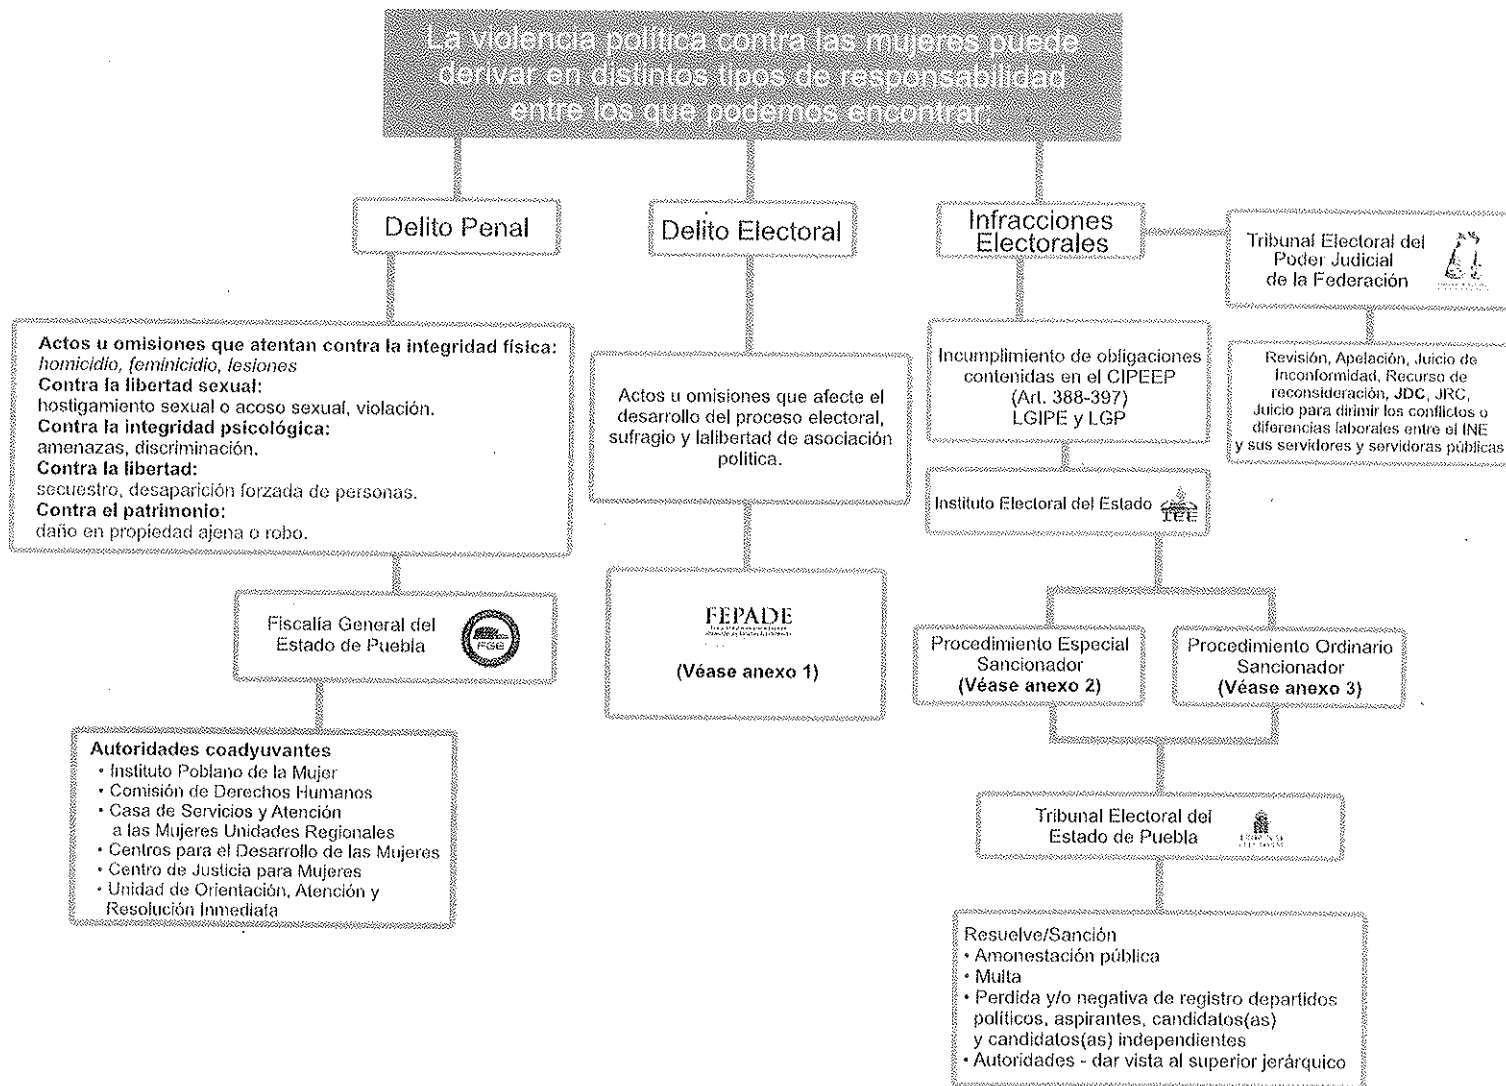 La violencia política contra las mujeres puede
derivar en distintos tipos de responsabilidad
entre los que podemos encontrar:
Delito Penal
Actos u omisiones que atentan contra la integridad física:
homicidio, feminicidio, lesiones
Contra la libertad sexual:
hostigamiento sexual o acoso sexual, violación.
Contra la integridad psicológica:
amenazas, discriminación.
Contra la libertad:
secuestro, desaparición forzada de personas.
Contra el patrimonio:
daño en propiedad ajena o robo.
Fiscalía General del
Estado de Puebla
FGE
Autoridades coadyuvantes
• Instituto Poblano de la Mujer
• Comisión de Derechos Humanos
• Casa de Servicios y Atención
a las Mujeres Unidades Regionales
• Centros para el Desarrollo de las Mujeres
• Centro de Justicia para Mujeres
• Unidad de Orientación, Atención y
Resolución Inmediata
Delito Electoral
Actos u omisiones que afecte el
desarrollo del proceso electoral,
sufragio y lalibertad de asociación
política.
FEPADE
(Véase anexo 1)
Infracciones
Electorales
Incumplimiento de obligaciones
contenidas en el CIPEEP
(Art. 388-397)
LGIPE y LGP
Instituto Electoral del Estado
IEE
Procedimiento Especial
Sancionador
(Véase anexo 2)
Procedimiento Ordinario
Sancionador
(Véase anexo 3)
Tribunal Electoral del
Estado de Puebla
Resuelve/Sanción
• Amonestación pública
• Multa
• Perdida y/o negativa de registro departidos
políticos, aspirantes, candidatos(as)
y candidatos(as) independientes
• Autoridades - dar vista al superior jerárquico
Tribunal Electoral del
Poder Judicial
de la Federación
Revisión, Apelación, Juicio de
Inconformidad, Recurso de
reconsideración, JDC, JRC,
Juicio para dirimir los conflictos o
diferencias laborales entre el INE
y sus servidores y servidoras públicas